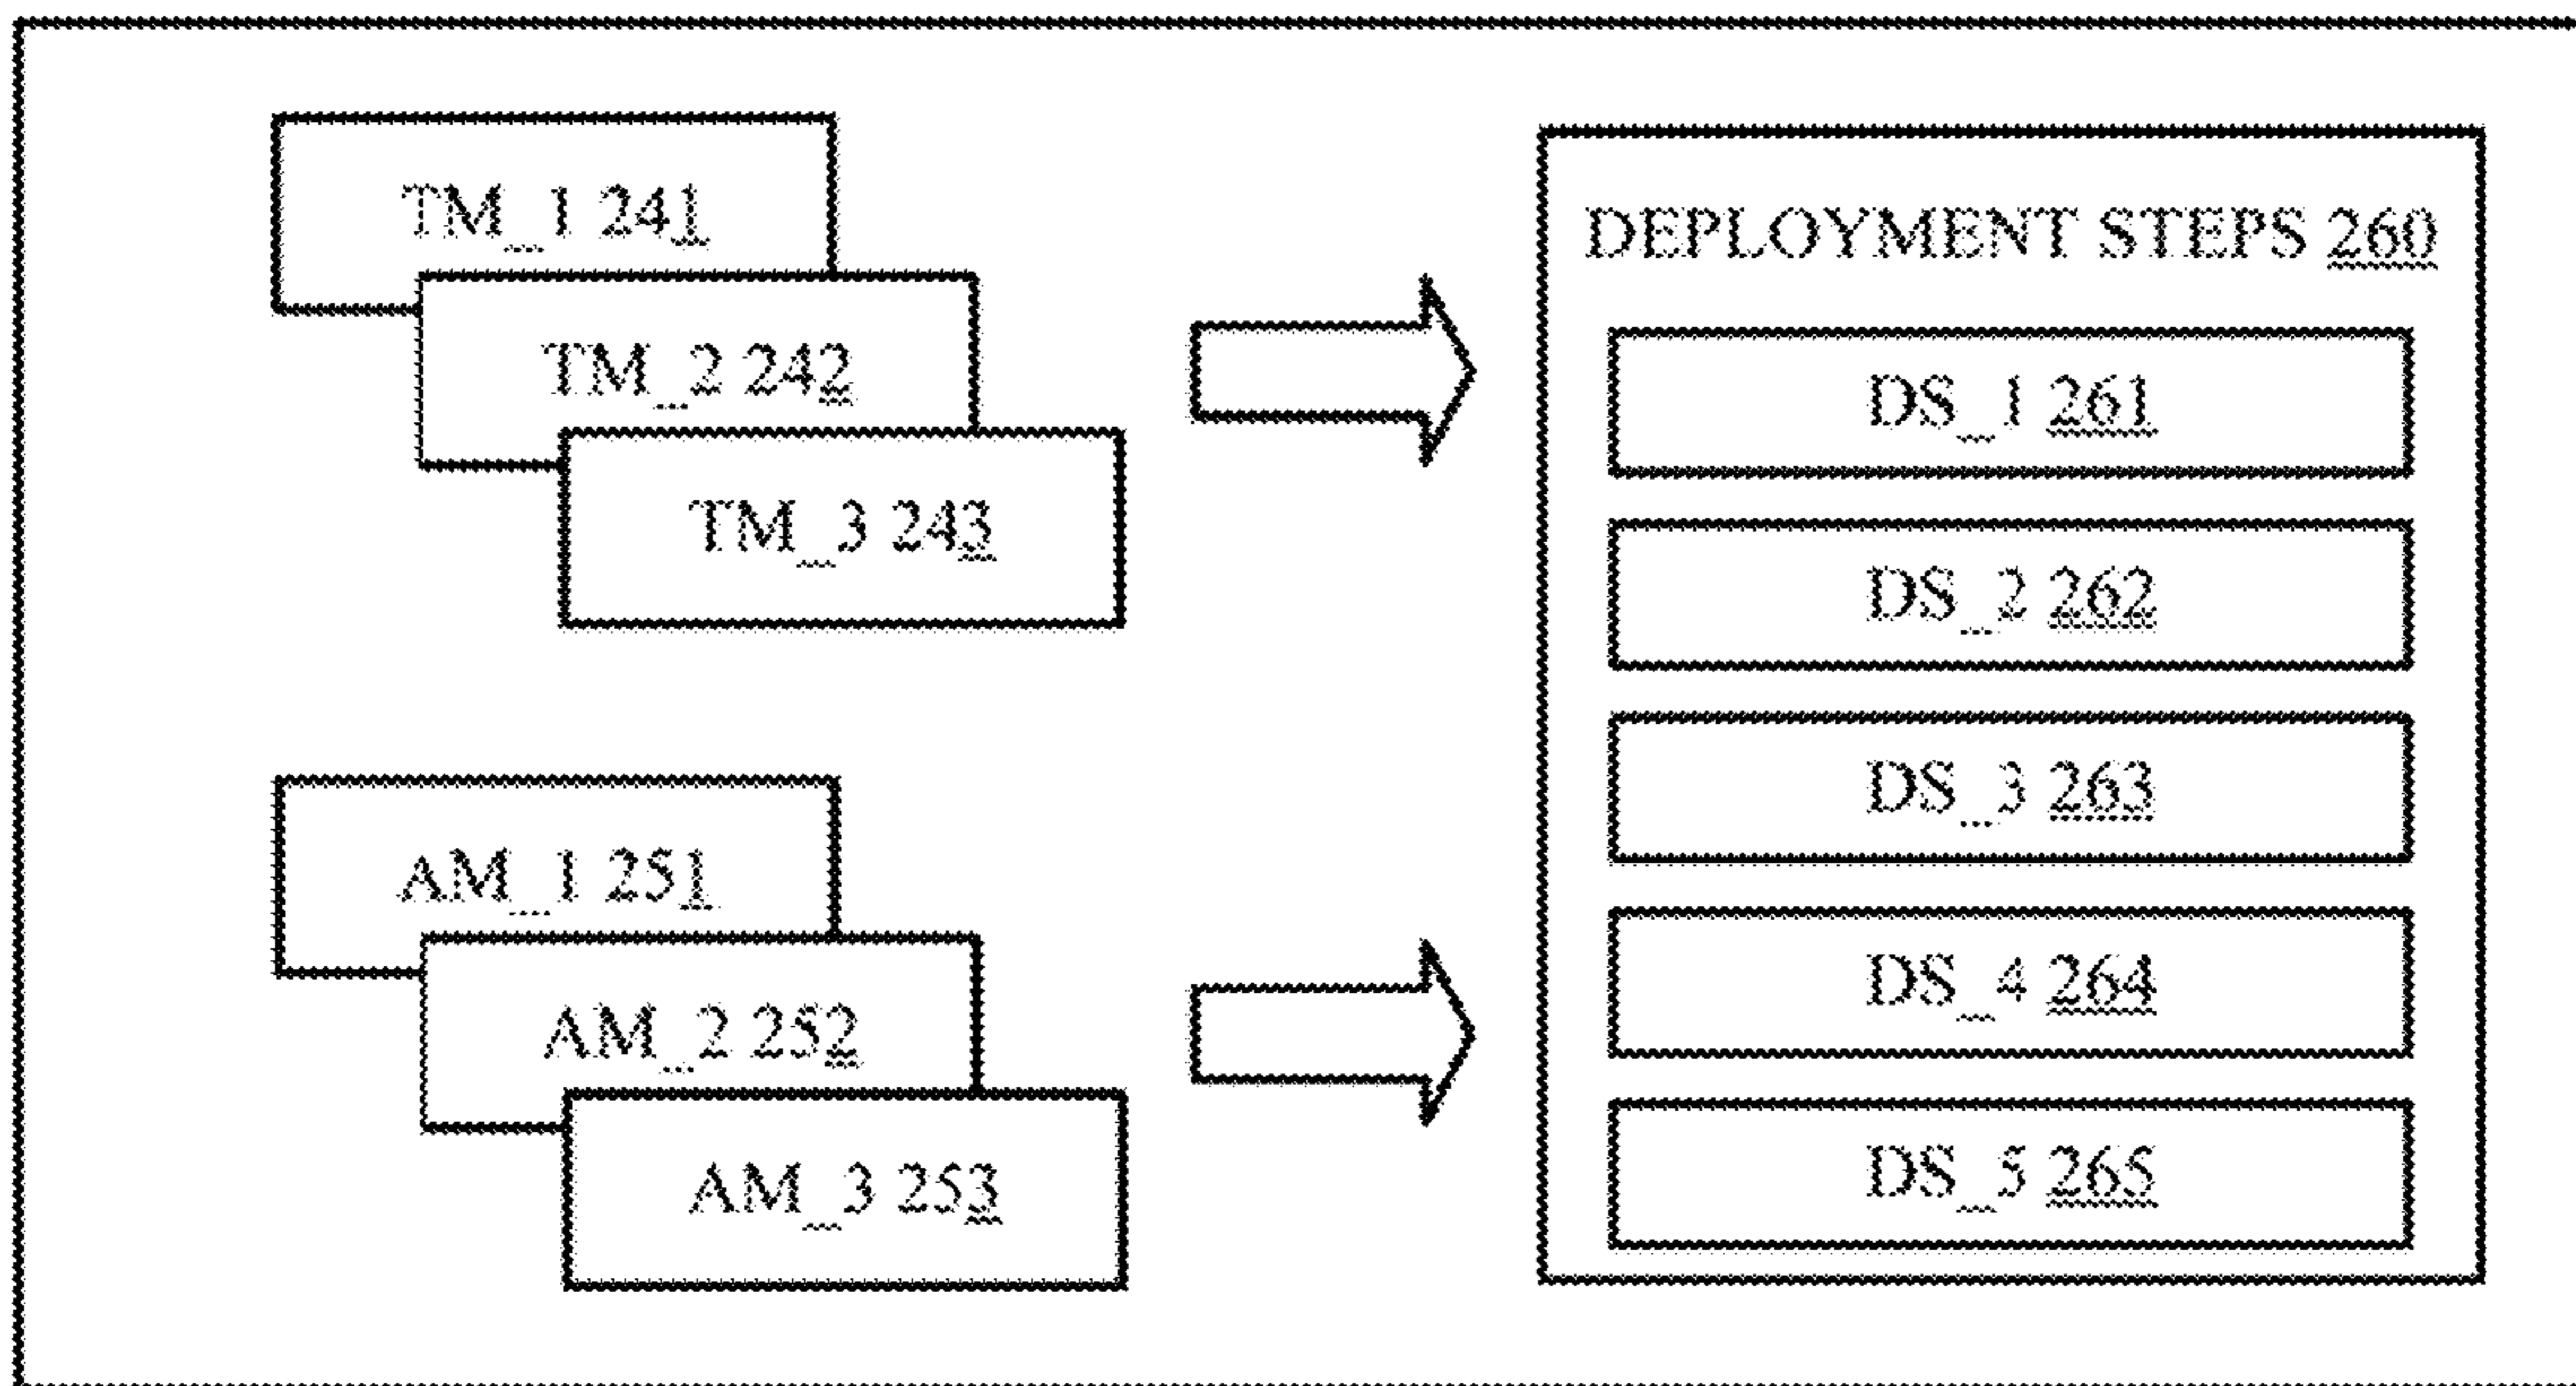 TM_1 241
TM_2 242
TM_3 243
AM_1 251
AM_2 252
AM_3 253
DEPLOYMENT STEPS 260
DS_1 261
DS_2 262
DS_3 263
DS_4 264
DS_5 265